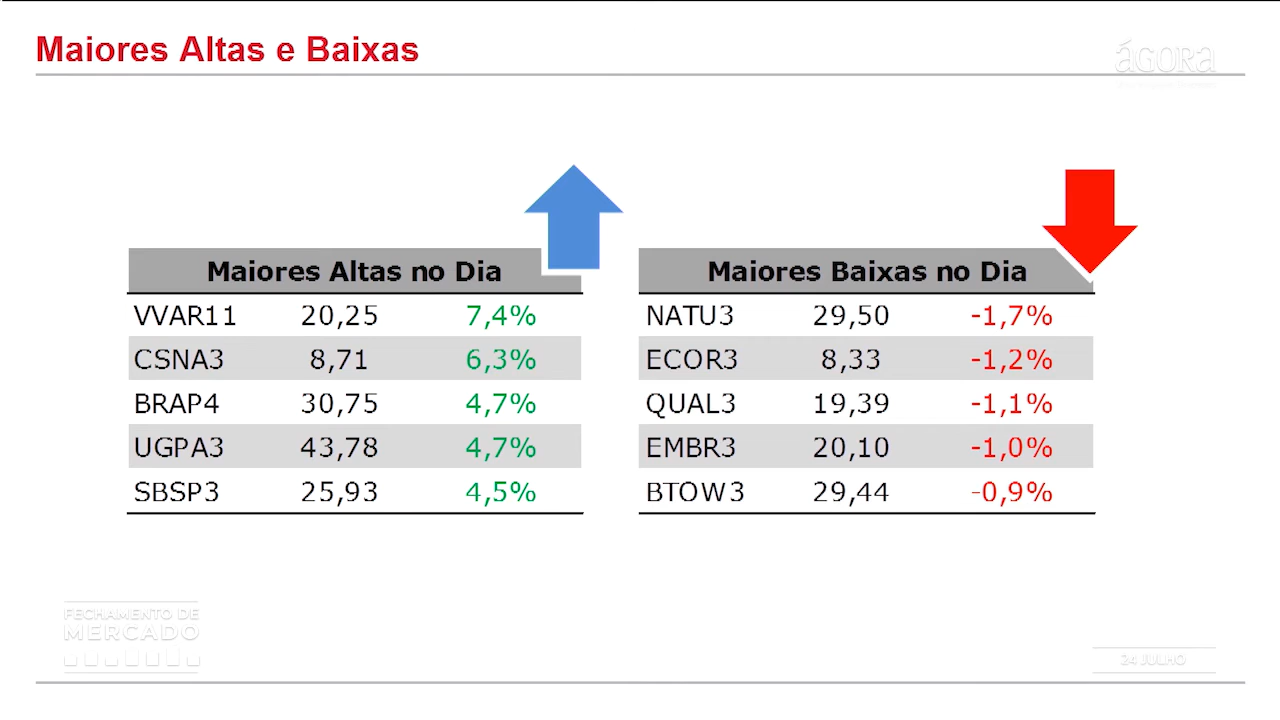 Maiores Altas e Baixas
ágora
Maiores Altas no Dia
VVAR11 20,25 7,4%
CSNA3 8,71 6,3%
BRAP4 30,75 4,7%
UGPA3 43,78 4,7%
SBSP3 25,93 4,5%
Maiores Baixas no Dia
NATU3 29,50 -1,7%
ECOR3 8,33 -1,2%
QUAL3 19,39 -1,1%
EMBR3 20,10 -1,0%
BTOW3 29,44 -0,9%
FECHAMENTO DE
MERCADO
24 JULHO